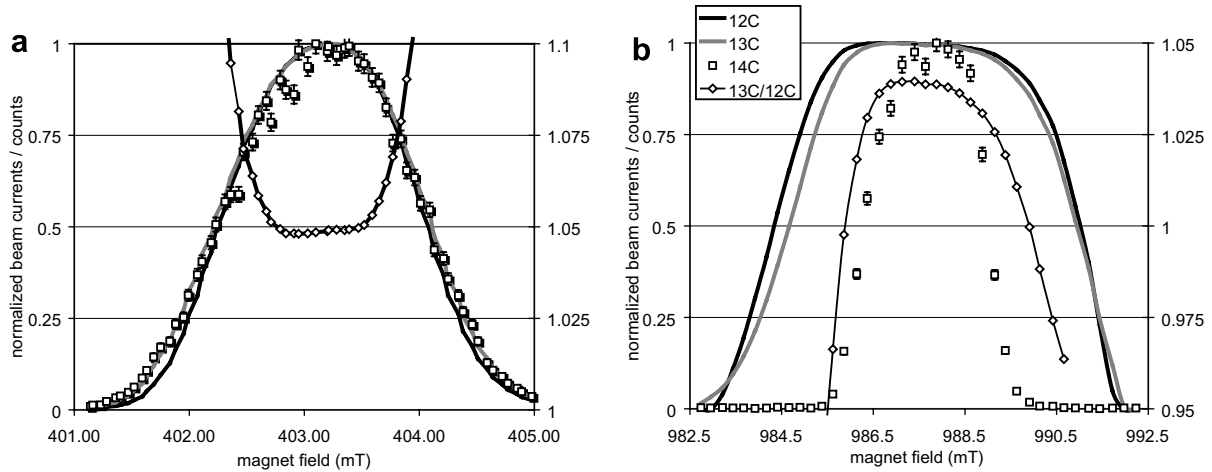 a
normalized beam currents / counts
1
0.75
0.5
0.25
0
1.1
1.075
1.05
1.025
1
401.00 402.00 403.00 404.00 405.00
magnet field (mT)
b
12C
13C
14C
13C/12C
normalized beam currents / counts
1
0.75
0.5
0.25
0
1.05
1.025
1
0.975
0.95
982.5 984.5 986.5 988.5 990.5 992.5
magnet field (mT)